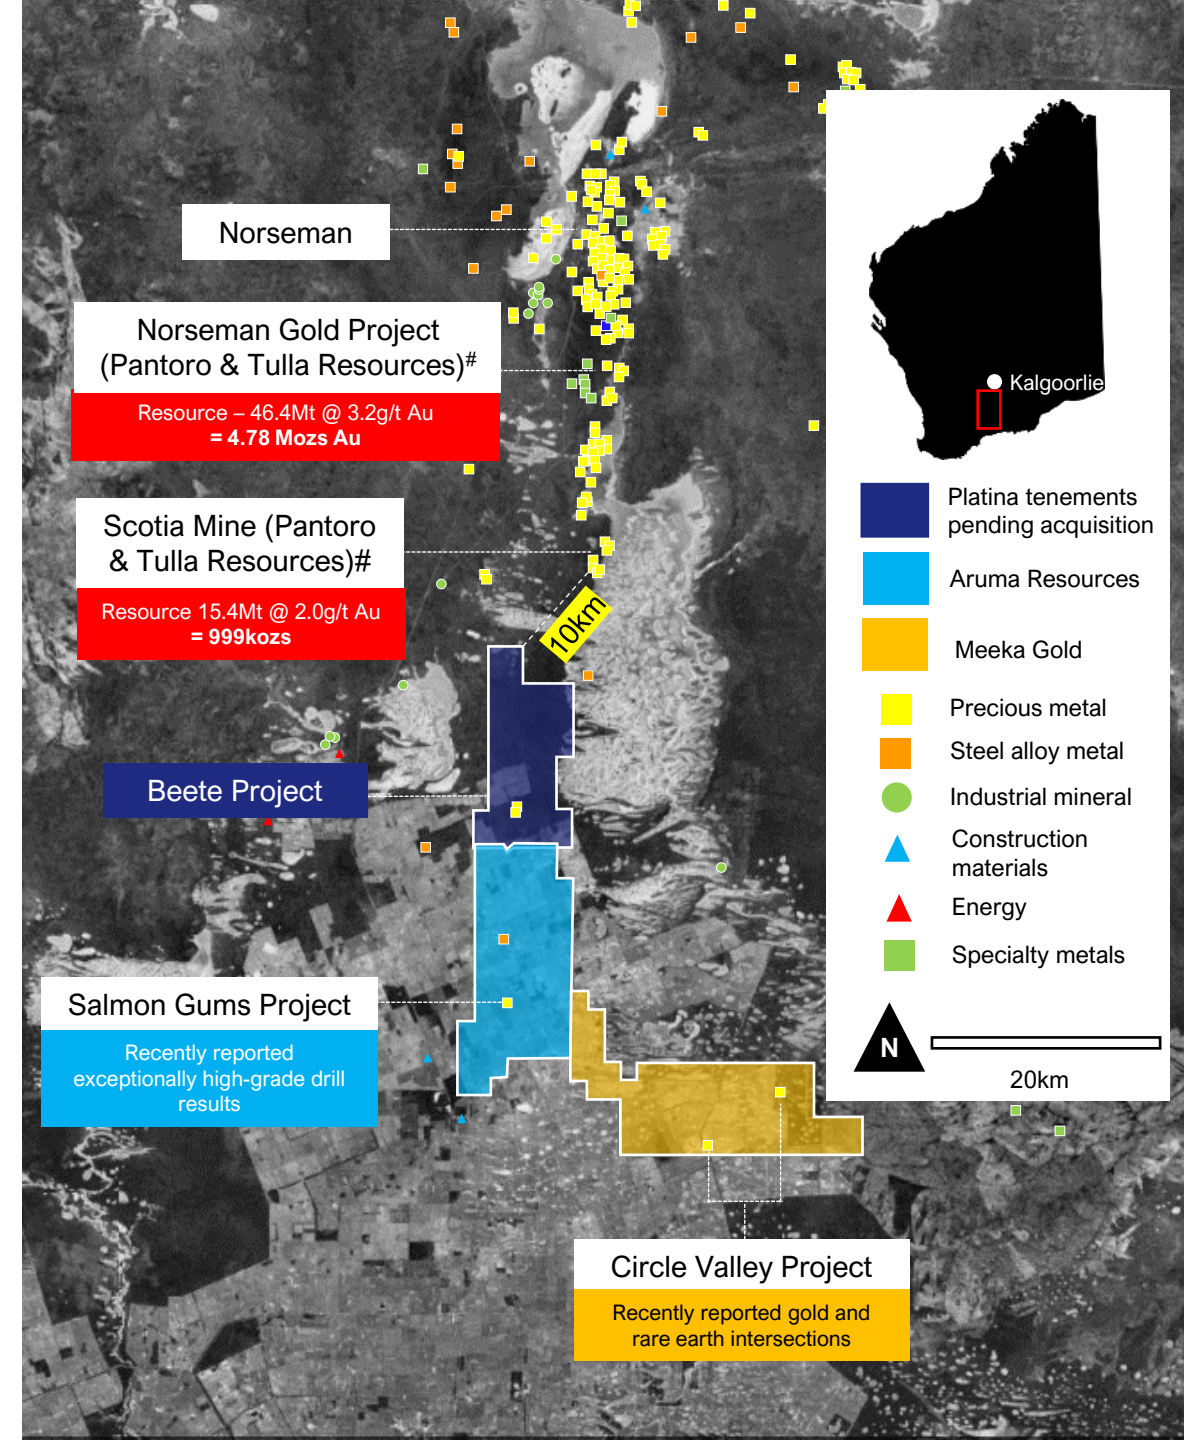 Norseman
Norseman Gold Project
(Pantoro & Tulla Resources)#
Resource – 46.4Mt @ 3.2g/t Au
= 4.78 Mozs Au
Scotia Mine (Pantoro
& Tulla Resources)#
Resource 15.4Mt @ 2.0g/t Au
= 999kozs
10km
Beete Project
Salmon Gums Project
Recently reported
exceptionally high-grade drill
results
Circle Valley Project
Recently reported gold and
rare earth intersections
Kalgoorlie
Platina tenements
pending acquisition
Aruma Resources
Meeka Gold
Precious metal
Steel alloy metal
Industrial mineral
Construction
materials
Energy
Specialty metals
N
20km